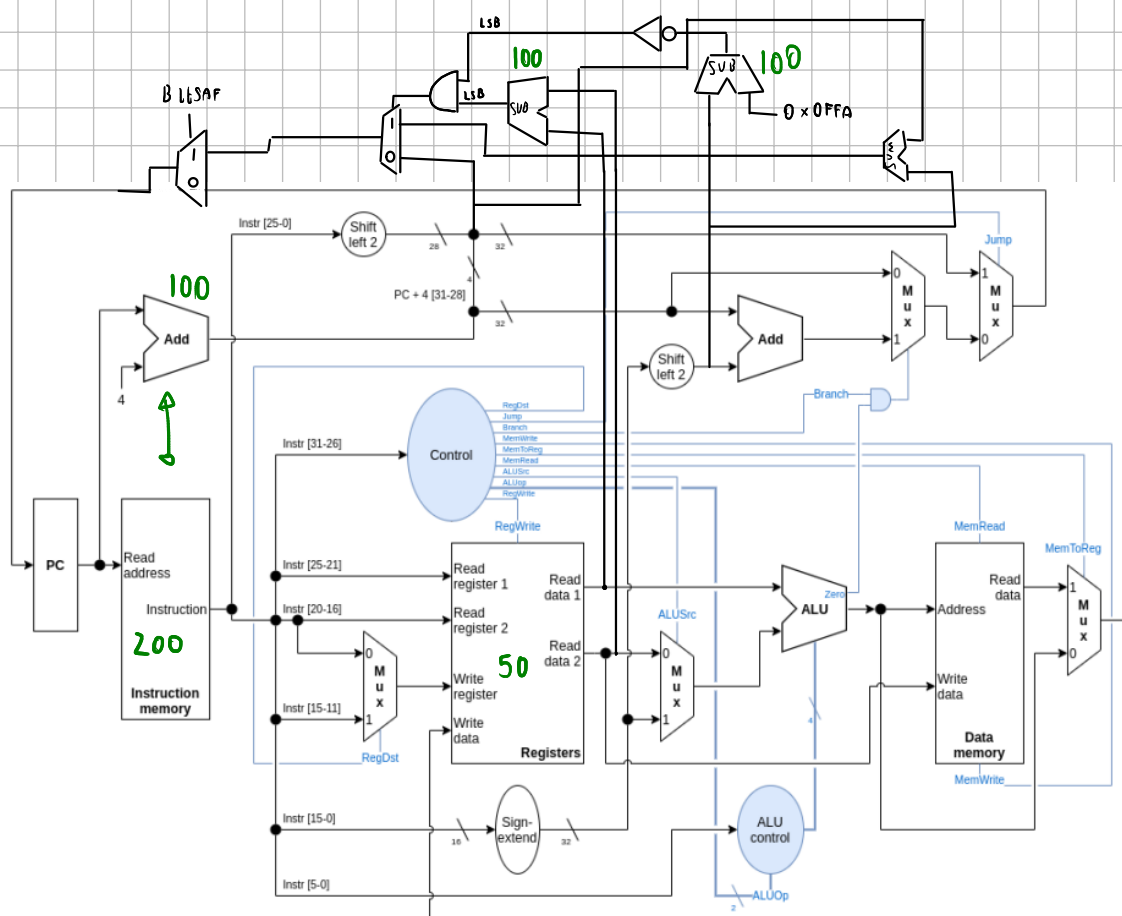 LSB
100
SUB
100
BltSAF
LSB
SUB
0x0FFA
1
1
0
0
Instr [25-0]
Shift
left 2
28
32
Jump
4
100
PC + 4 [31-28]
0
M
u
x
1
1
M
u
x
0
32
Add
Add
4
Shift
left 2
RegDst
Jump
Branch
MemWrite
MemToReg
MemRead
ALUSrc
ALUop
RegWrite
Branch
Instr [31-26]
Control
RegWrite
MemRead
MemToReg
PC
Read
address
Instr [25-21]
Read
register 1
Read
data 1
Zero
ALU
Read
data
1
M
u
x
0
Instruction
Instr [20-16]
Read
register 2
ALUSrc
Address
200
0
M
u
x
1
50
Read
data 2
0
M
u
x
1
Instruction
memory
Write
register
Write
data
Instr [15-11]
Write
data
4
Registers
Data
memory
RegDst
MemWrite
Instr [15-0]
16
Sign-
extend
32
ALU
control
Instr [5-0]
2
ALUOp